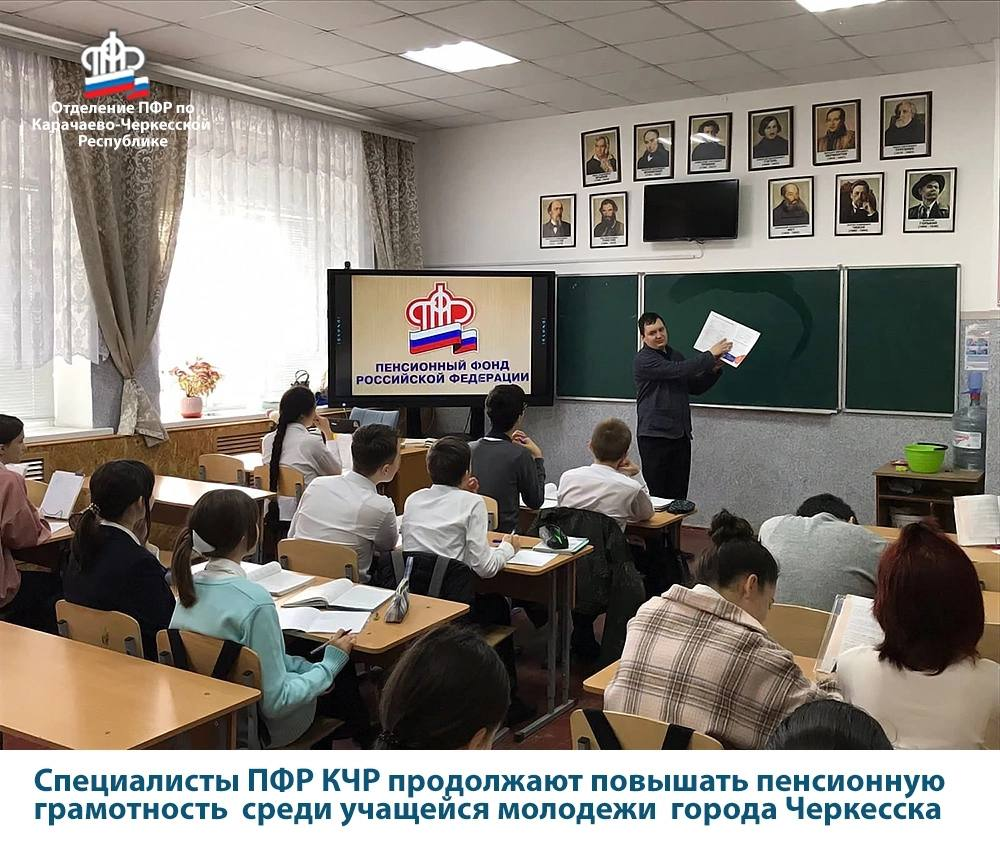 Отделение ПФР по
Карачаево-Черкесской
Республике
ПЕНСИОННЫЙ ФОНД
РОССИЙСКОЙ ФЕДЕРАЦИИ
Специалисты ПФР КЧР продолжают повышать пенсионную
грамотность среди учащейся молодежи города Черкесска